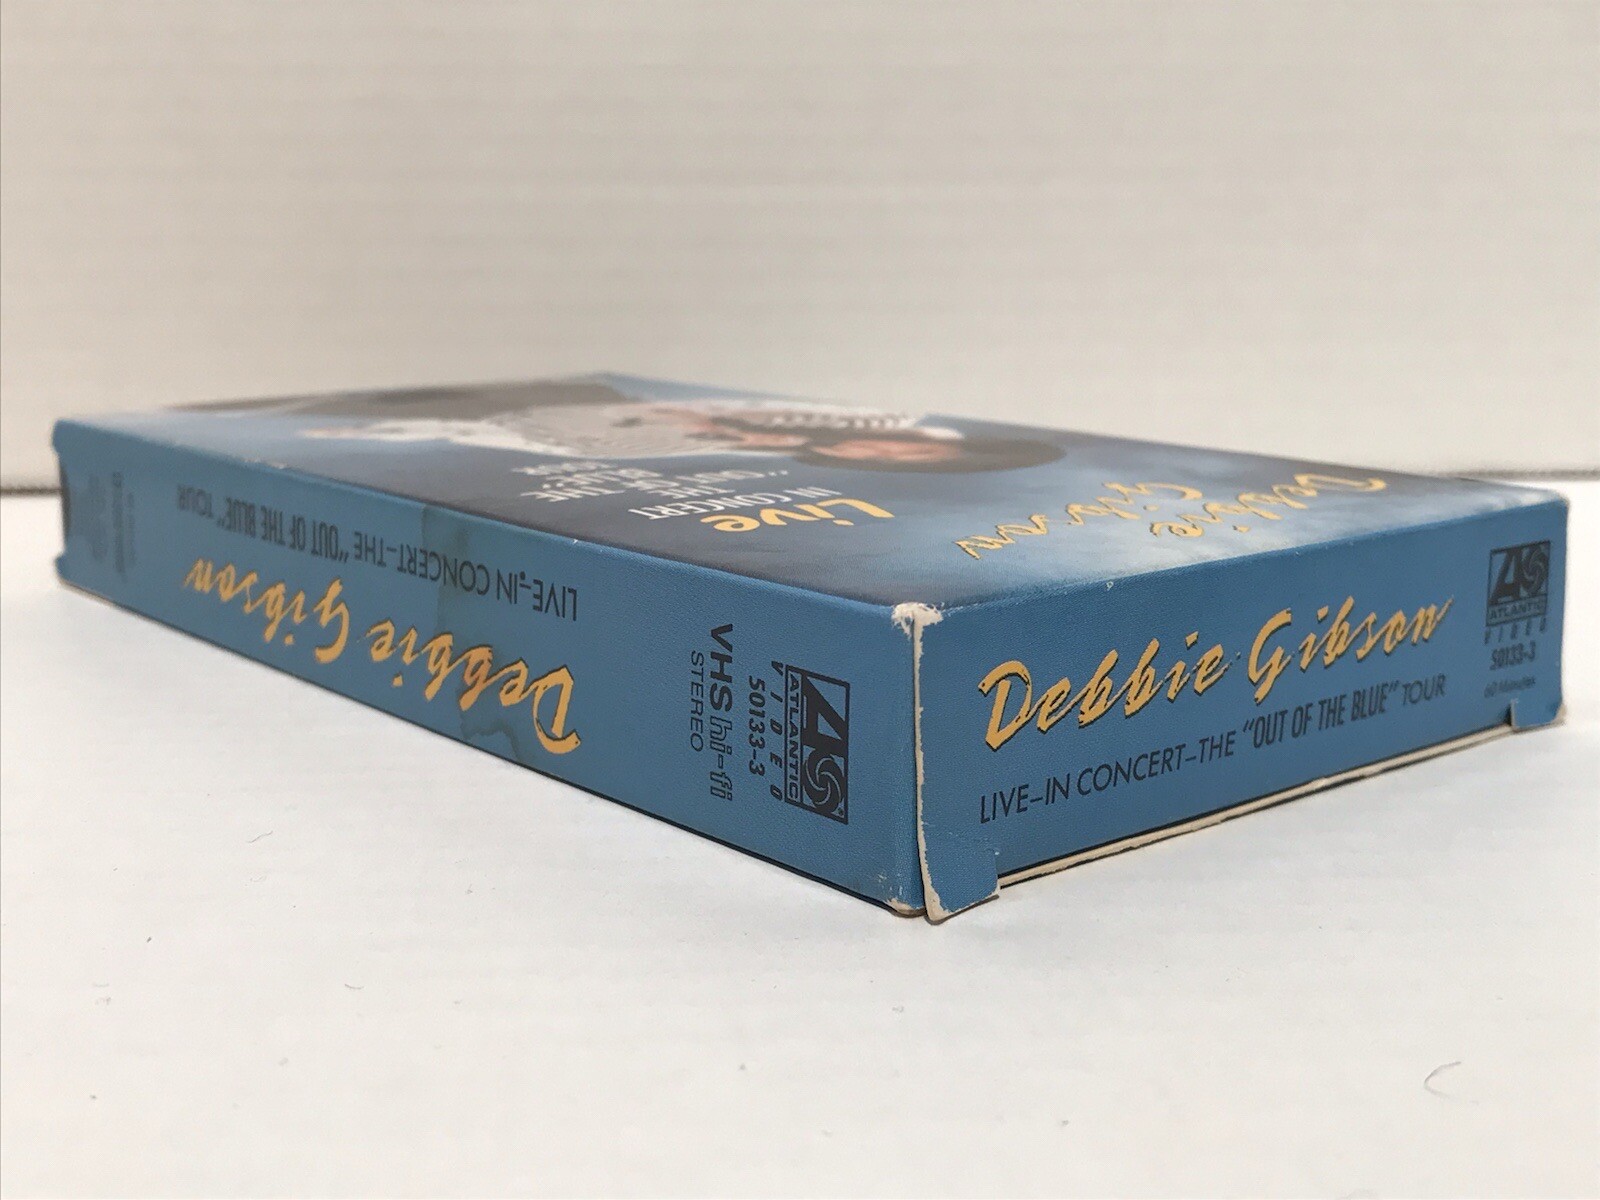 Debbie
Gibson
Live
IN CONCERT
"OUT OF THE
BLUE"
TOUR
Debbie Gibson
LIVE–IN CONCERT–THE "OUT OF THE BLUE" TOUR
ATLANTIC
VIDEO
50133-3
60 Minutes
Debbie Gibson
LIVE–IN CONCERT–THE "OUT OF THE BLUE" TOUR
ATLANTIC
VIDEO
50133-3
VHS hi-fi
STEREO